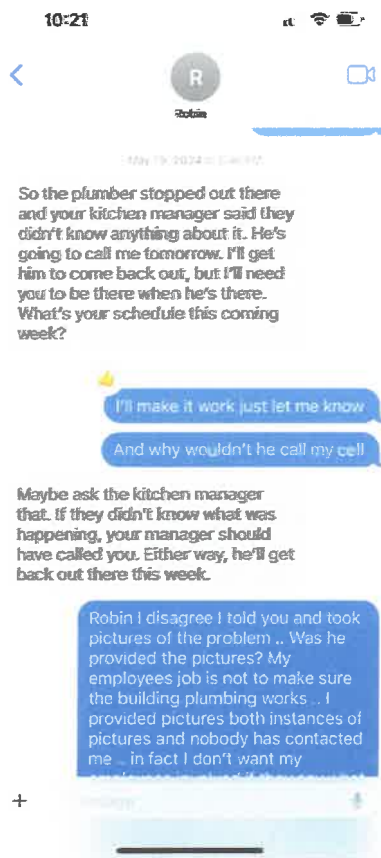 10:21
R
Robin
So the plumber stopped out there
and your kitchen manager said they
didn't know anything about it. He's
going to call me tomorrow. I'll get
him to come back out, but I'll need
you to be there when he's there.
What's your schedule this coming
week?
I'll make it work just let me know
And why wouldn't he call my cell
Maybe ask the kitchen manager
that. If they didn't know what was
happening, your manager should
have called you. Either way, he'll get
back out there this week.
Robin I disagree I told you and took
pictures of the problem .. Was he
provided the pictures? My
employees job is not to make sure
the building plumbing works .. I
provided pictures both instances of
pictures and nobody has contacted
me .. in fact I don't want my